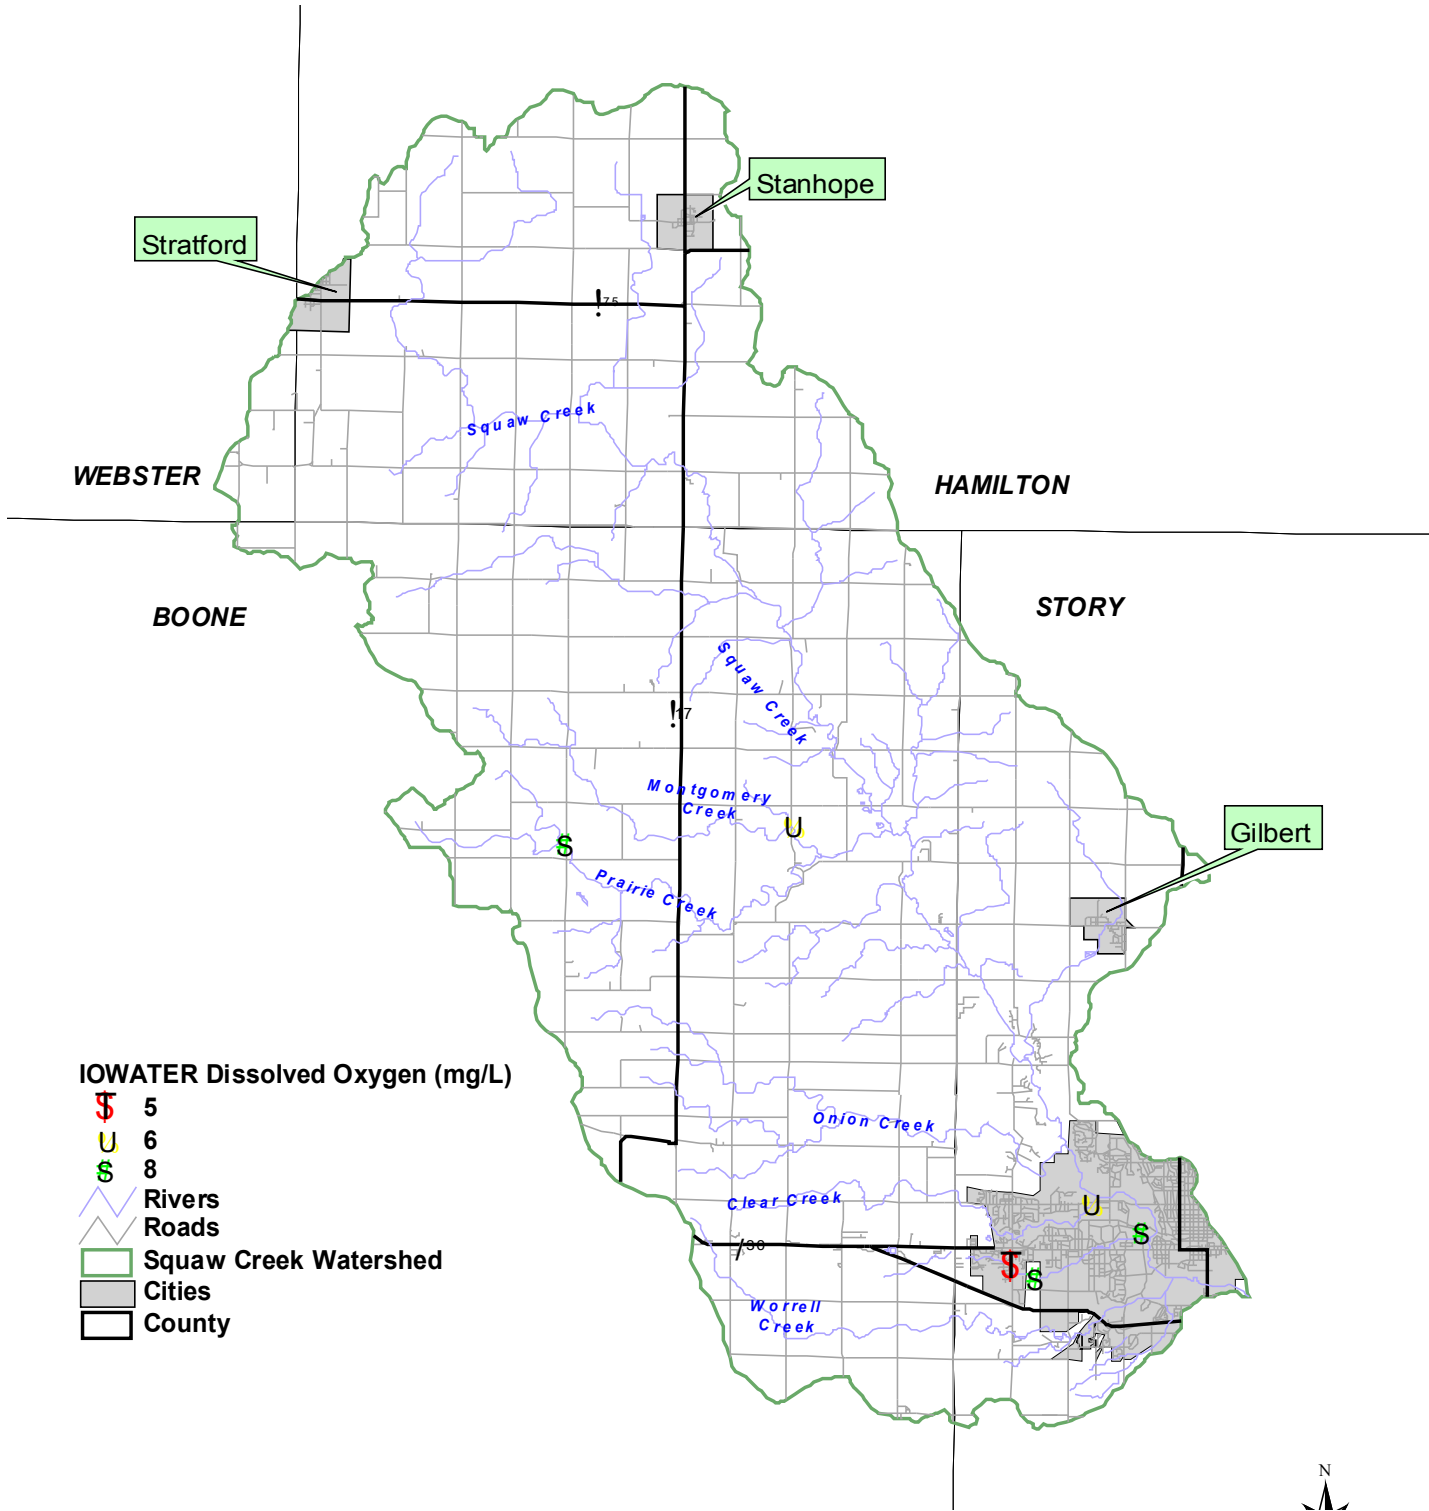 Stanhope
Stratford
75
Squaw Creek
WEBSTER
HAMILTON
BOONE
STORY
Squaw Creek
17
Montgomery
Creek
U
Gilbert
S
Prairie Creek
IOWATER Dissolved Oxygen (mg/L)
5
U 6
S 8
Rivers
Roads
Squaw Creek Watershed
Cities
County
Onion Creek
Clear Creek
U
S
30
S
S
Worrell
Creek
N